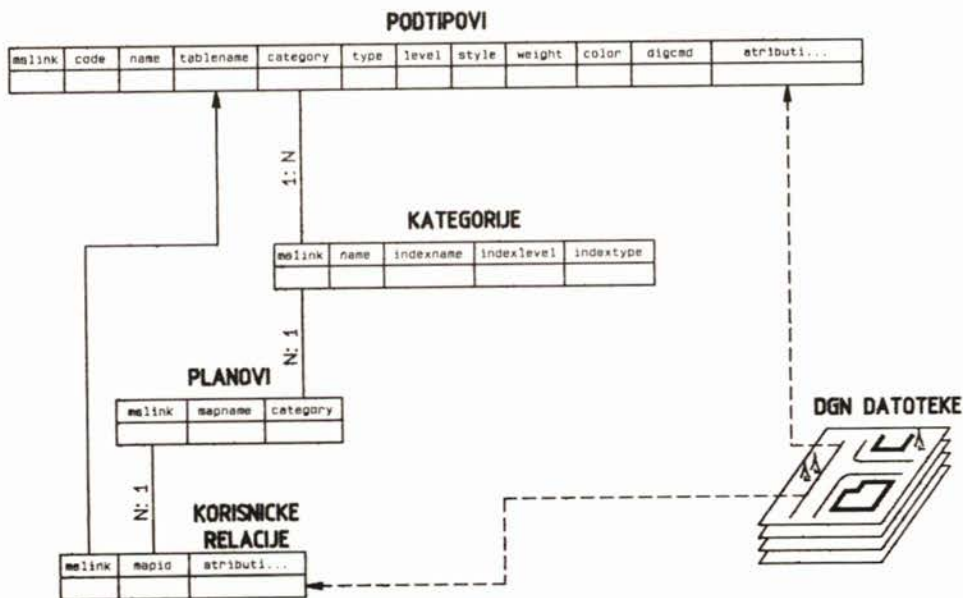 PODTIPOVI
mslink code name tablename category type level style weight color digcmd atributi...
1:N
KATEGORIJE
mslink name indexname indexlevel indextype
N:1
PLANOVI
mslink mapname category
DGN DATOTEKE
N:1
KORISNICKE
RELACIJE
mslink mapid atributi...